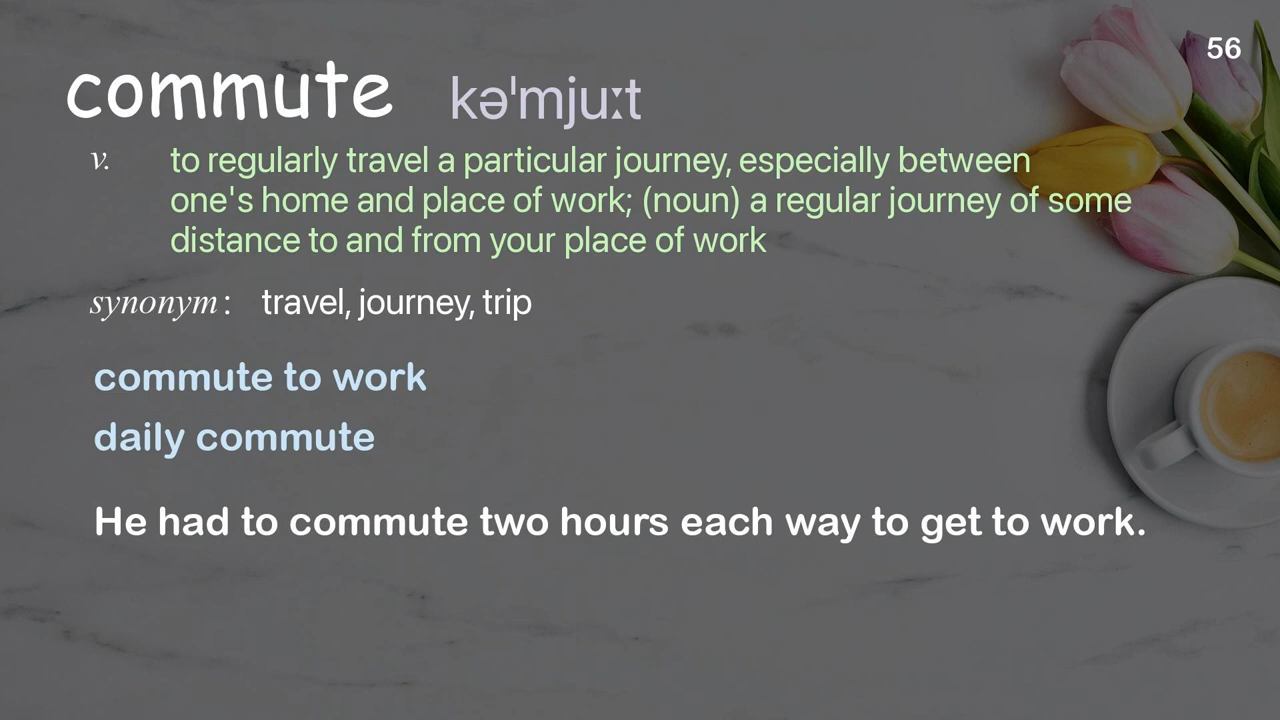 56
commute kə'mju:t
v. to regularly travel a particular journey, especially between
one's home and place of work; (noun) a regular journey of some
distance to and from your place of work
synonym: travel, journey, trip
commute to work
daily commute
He had to commute two hours each way to get to work.